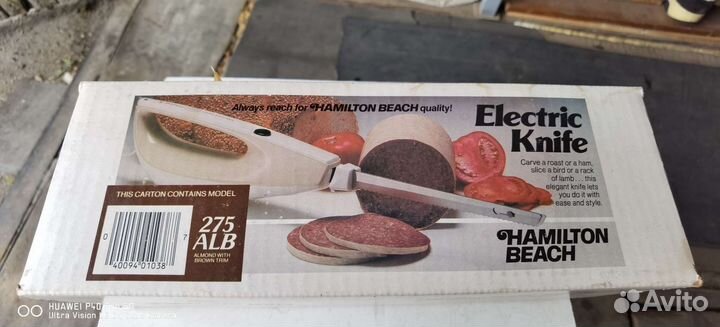 Always reach for HAMILTON BEACH quality!
Electric
Knife
Carve a roast or a ham,
slice a bird or a rack
of lamb . . . this
elegant knife lets
you do it with
ease and style.
HAMILTON
BEACH
THIS CARTON CONTAINS MODEL
275
ALB
ALMOND WITH
BROWN TRIM
0
7
40094 01038
HUAWEI P40
Ultra Vision
Avito